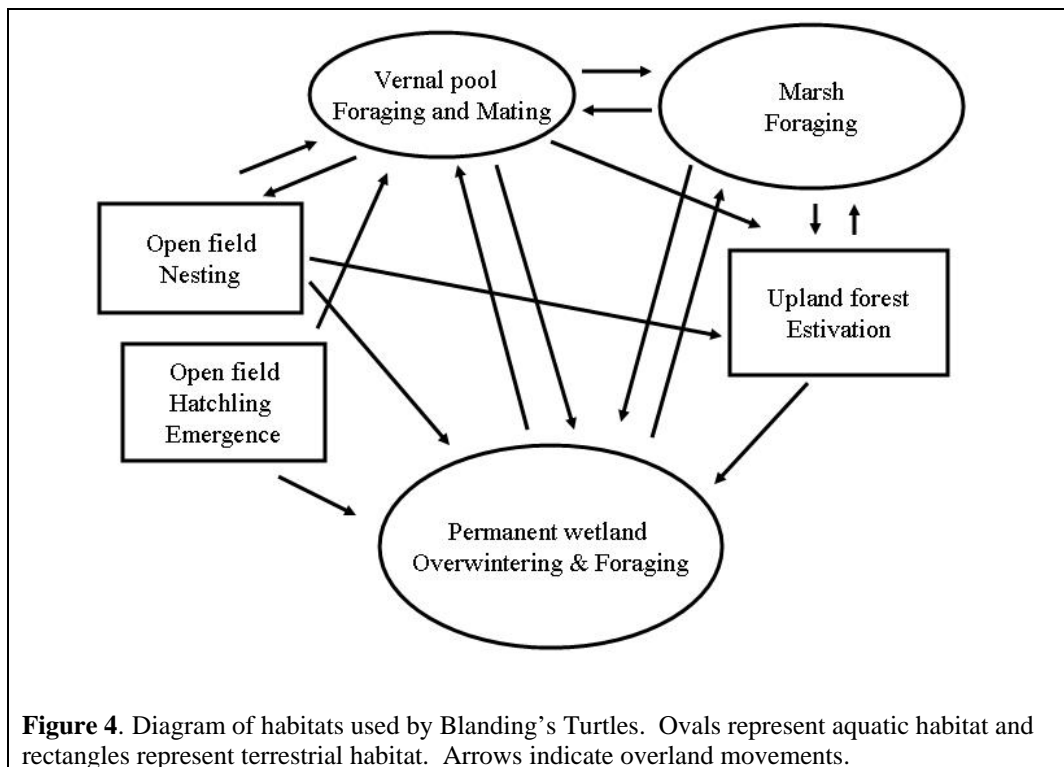 Vernal pool
Foraging and Mating
Marsh
Foraging
Open field
Nesting
Upland forest
Estivation
Open field
Hatchling
Emergence
Permanent wetland
Overwintering & Foraging
Figure 4. Diagram of habitats used by Blanding's Turtles. Ovals represent aquatic habitat and
rectangles represent terrestrial habitat. Arrows indicate overland movements.